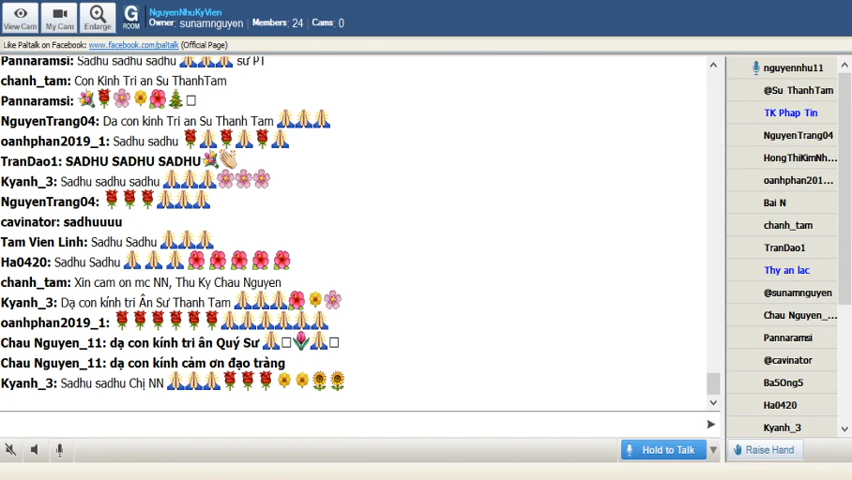 NguyenNhuKyVien
Owner: sunamnguyen Members: 24 Cams: 0
View Cam My Cam Enlarge G ROOM
Like Paltalk on Facebook: www.facebook.com/paltalk (Official Page)
Pannaramsi: Sadhu sadhu sadhu 🙏🙏🙏 sư PT
chanh_tam: Con Kinh Tri an Su ThanhTam
Pannaramsi: 💐🌹🌸🌼🌺🎄□
NguyenTrang04: Da con kinh Tri an Su Thanh Tam 🙏🙏🙏
oanhphan2019_1: Sadhu sadhu 🌹🙏🌹🙏🌹🙏
TranDao1: SADHU SADHU SADHU 💐👏
Kyanh_3: Sadhu sadhu sadhu 🙏🙏🙏🌸🌸🌸
NguyenTrang04: 🌹🌹🌹🙏🙏🙏
cavinator: sadhuuuu
Tam Vien Linh: Sadhu Sadhu 🙏🙏🙏
Ha0420: Sadhu Sadhu 🙏🙏🙏🌺🌺🌺🌺🌺
chanh_tam: Xin cam on mc NN, Thu Ky Chau Nguyen
Kyanh_3: Dạ con kính tri Ân Sư Thanh Tam 🙏🙏🙏🌺🌼🌸
oanhphan2019_1: 🌹🌹🌹🌹🌹🌹🙏🙏🙏🙏🙏🙏
Chau Nguyen_11: dạ con kính tri ân Quý Sư 🙏□🌷🙏□
Chau Nguyen_11: dạ con kính cảm ơn đạo tràng
Kyanh_3: Sadhu sadhu Chị NN 🙏🙏🙏🌹🌹🌹🌼🌼🌻🌻
nguyennhu11
@Su ThanhTam
TK Phap Tin
NguyenTrang04
HongThiKimNh...
oanhphan201...
Bai N
chanh_tam
TranDao1
Thy an lac
@sunamnguyen
Chau Nguyen_...
Pannaramsi
@cavinator
Ba5Ong5
Ha0420
Kyanh_3
Hold to Talk
Raise Hand